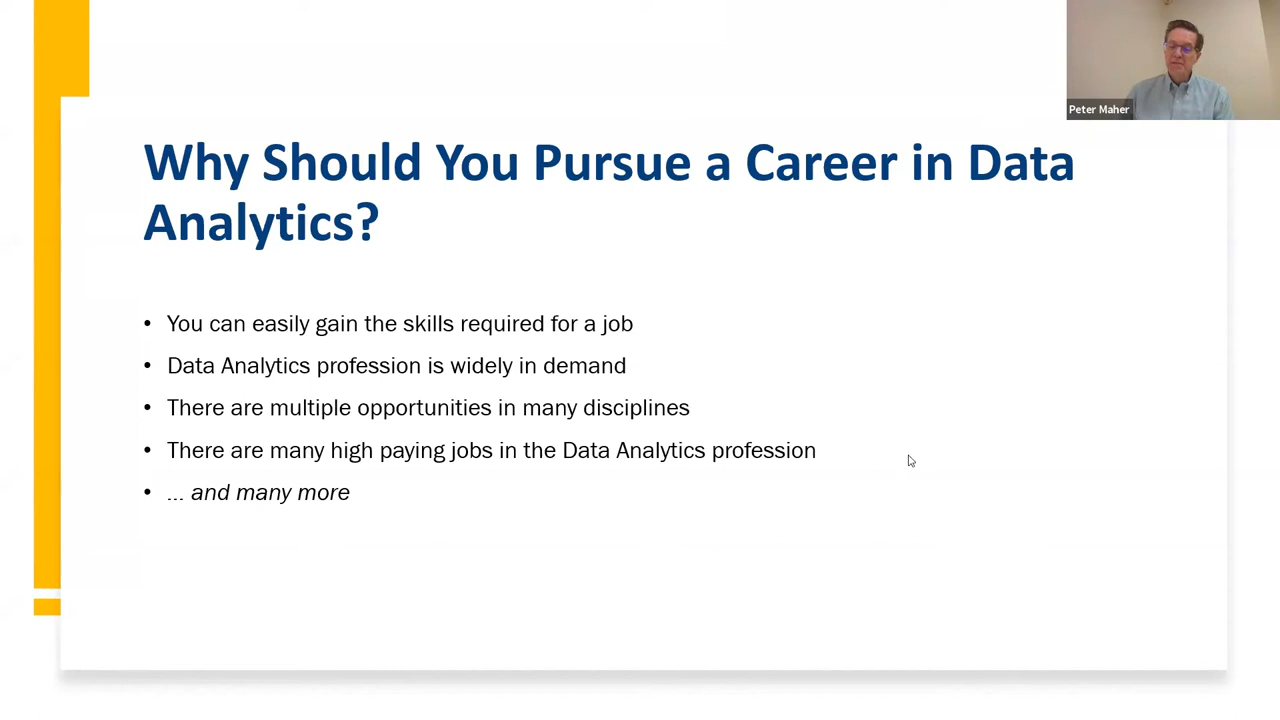 Peter Maher
Why Should You Pursue a Career in Data
Analytics?
• You can easily gain the skills required for a job
• Data Analytics profession is widely in demand
• There are multiple opportunities in many disciplines
• There are many high paying jobs in the Data Analytics profession
• ... and many more